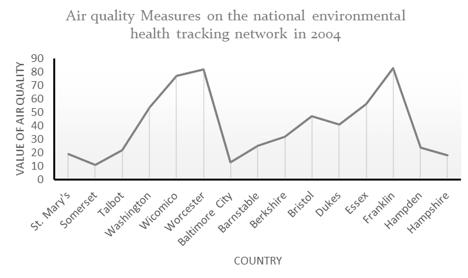 Air quality Measures on the national environmental
health tracking network in 2004
VALUE OF AIR QUALITY
90
80
70
60
50
40
30
20
10
0
St. Mary's
Somerset
Talbot
Washington
Wicomico
Worcester
Baltimore City
Barnstable
Berkshire
Bristol
Dukes
Essex
Franklin
Hampden
Hampshire
COUNTRY